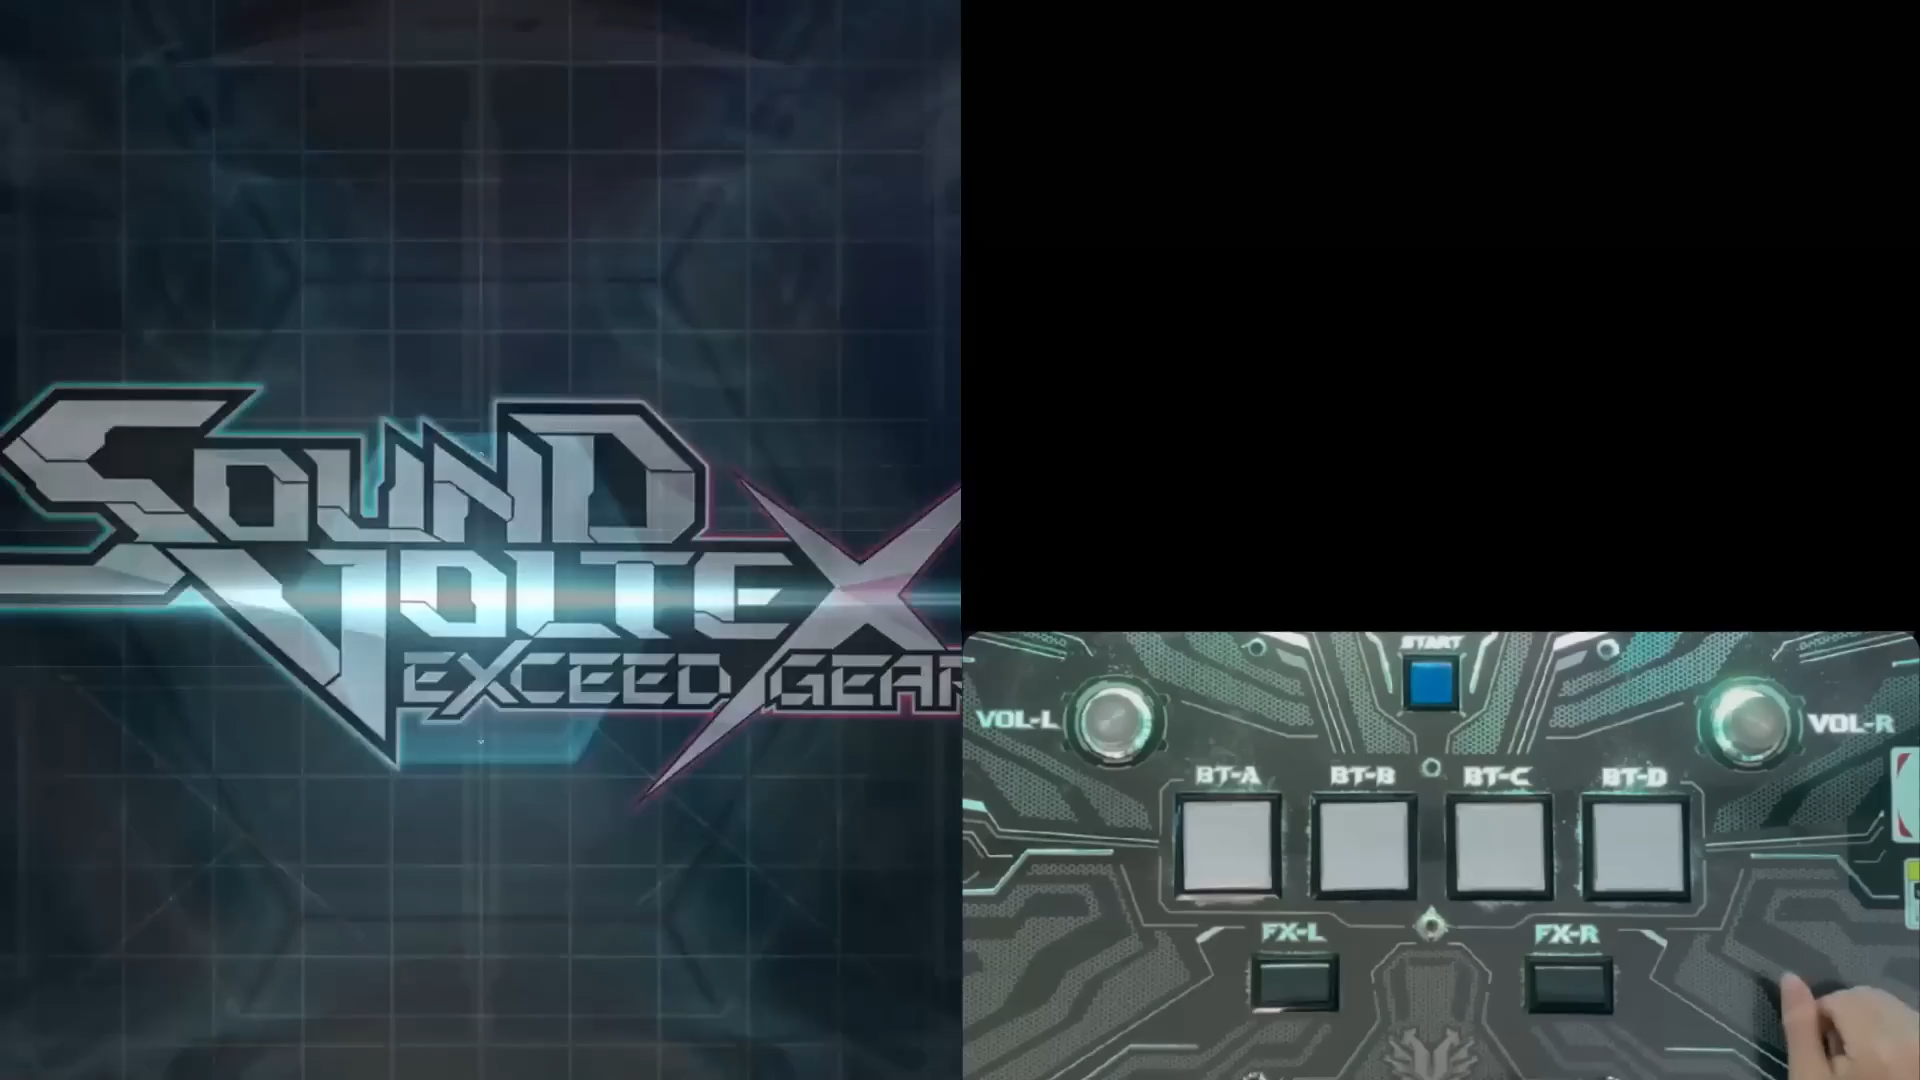 SOUND
VOLTEX
EXCEED GEAR
START
VOL-L
VOL-R
BT-A
BT-B
BT-C
BT-D
FX-L
FX-R